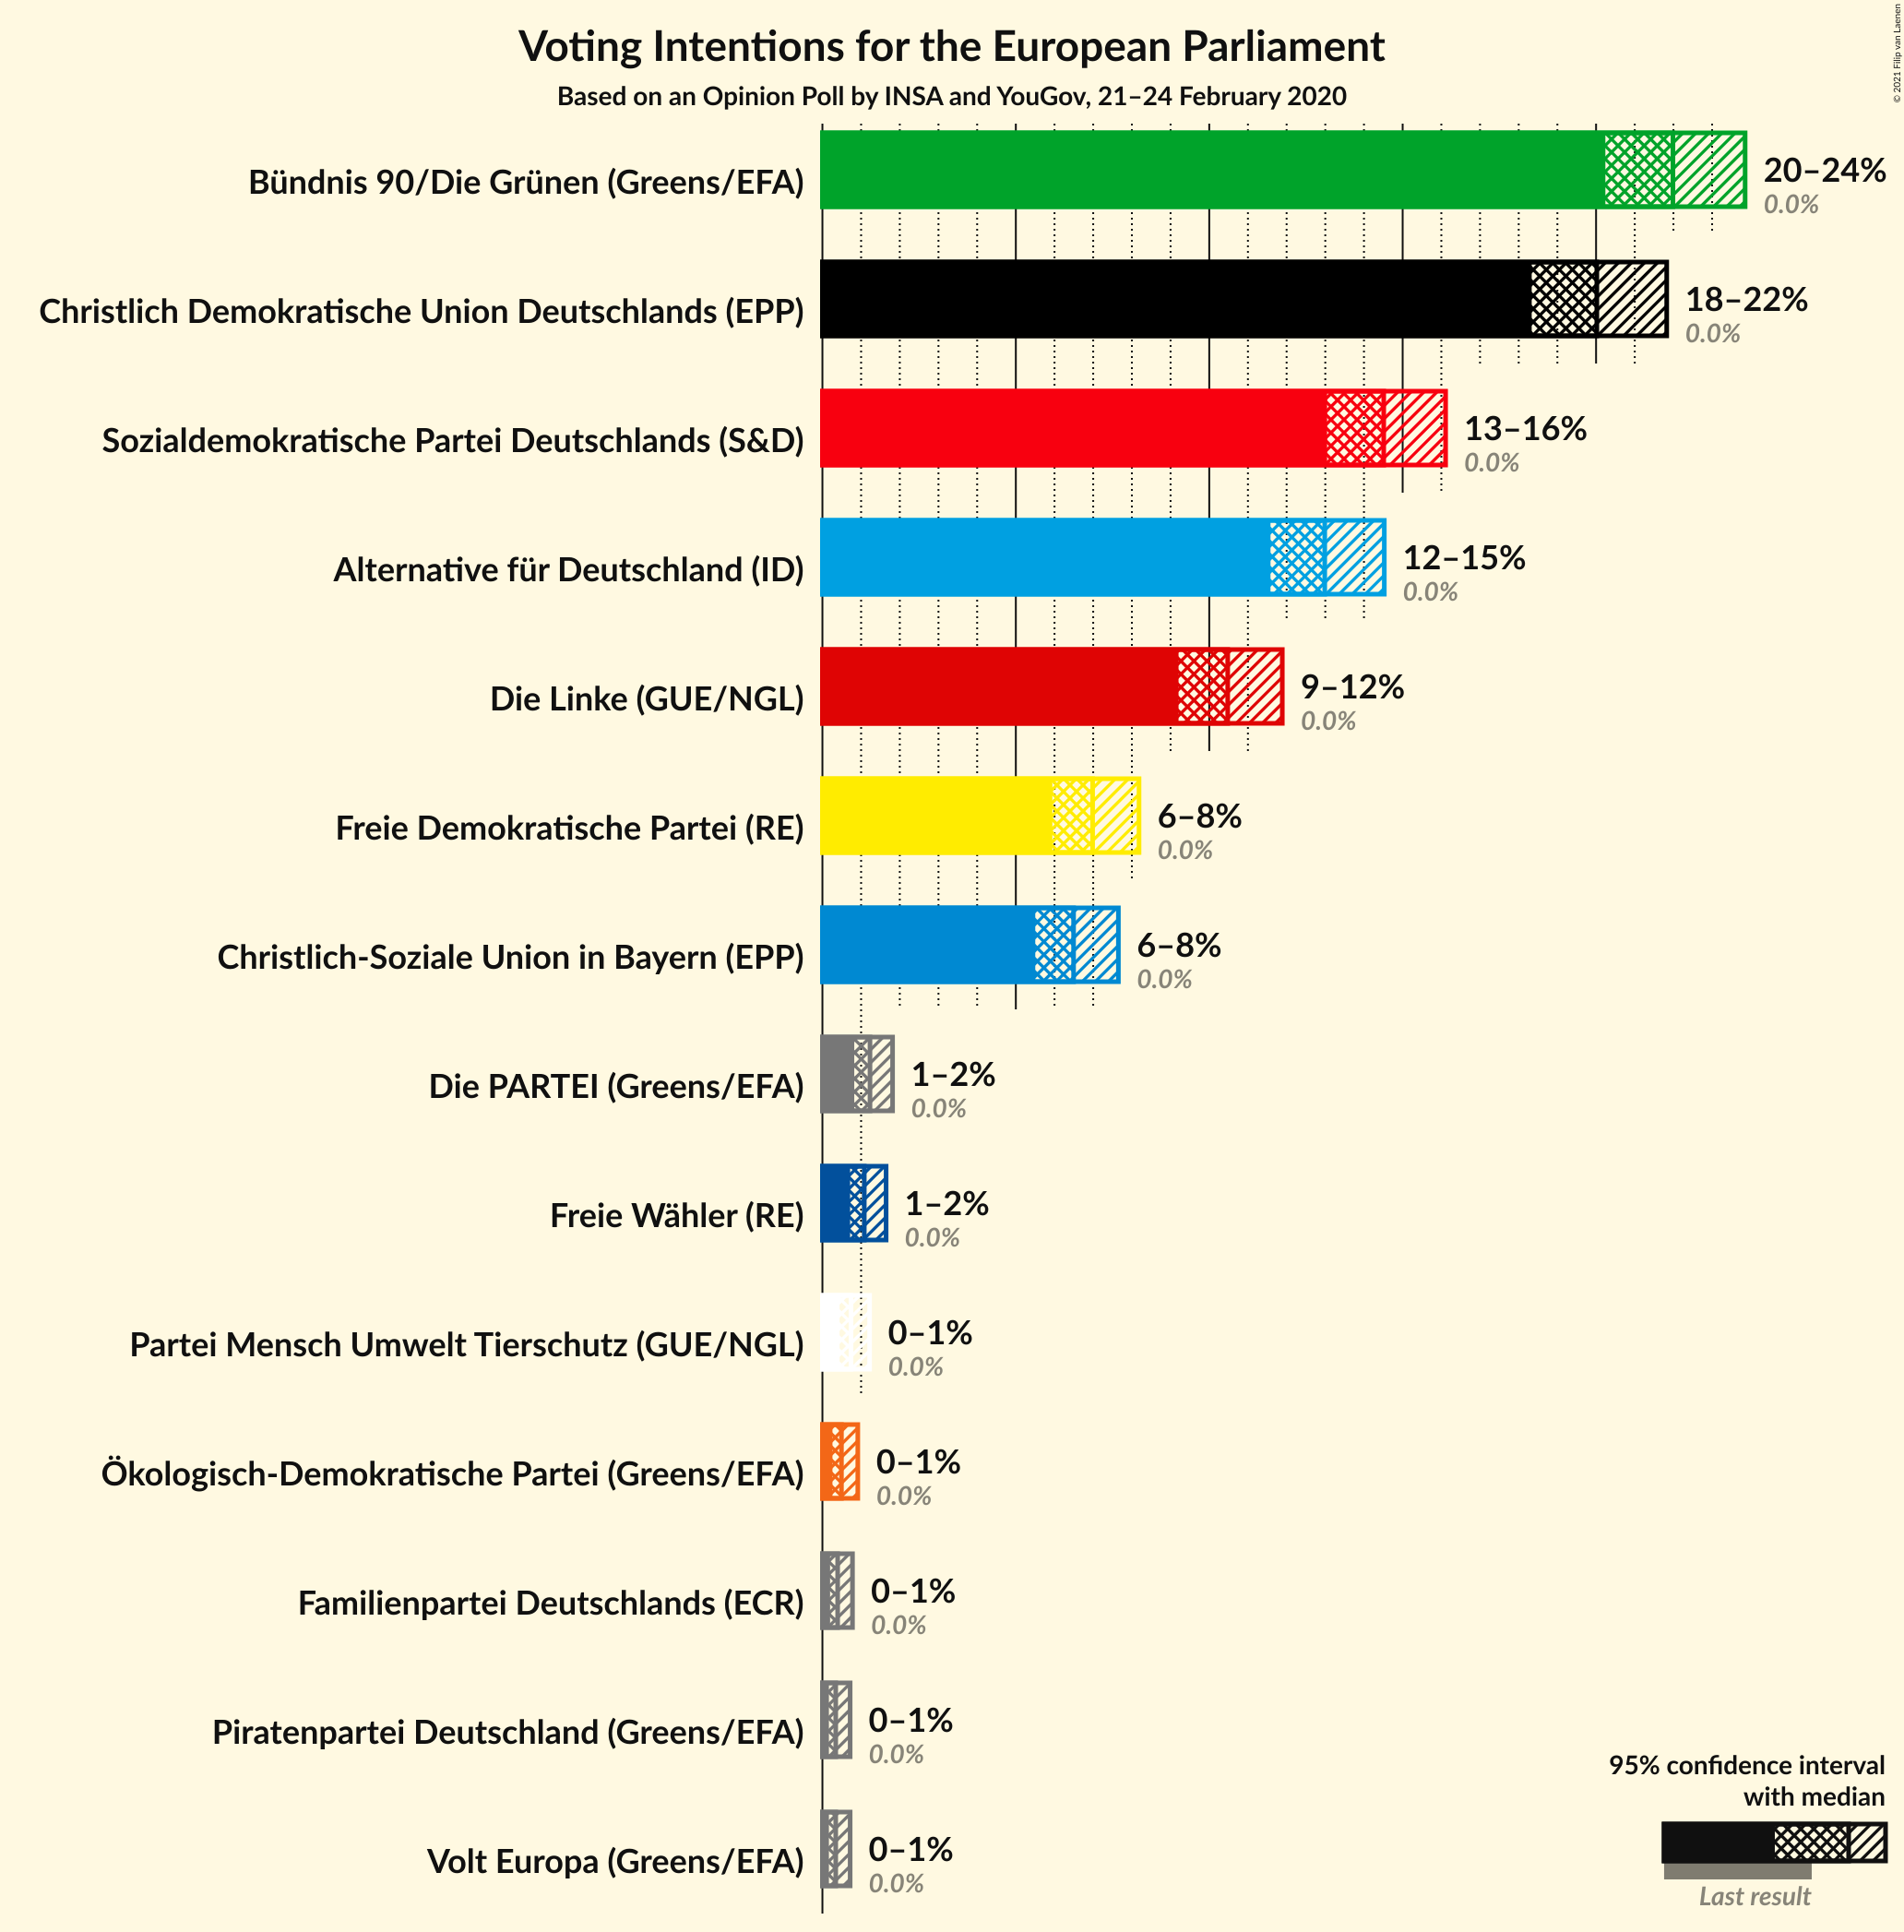 Voting Intentions for the European Parliament
Based on an Opinion Poll by INSA and YouGov, 21–24 February 2020
© 2021 Filip van Laenen
Bündnis 90/Die Grünen (Greens/EFA)
20–24%
0.0%
Christlich Demokratische Union Deutschlands (EPP)
18–22%
0.0%
Sozialdemokratische Partei Deutschlands (S&D)
13–16%
0.0%
Alternative für Deutschland (ID)
12–15%
0.0%
Die Linke (GUE/NGL)
9–12%
0.0%
Freie Demokratische Partei (RE)
6–8%
0.0%
Christlich-Soziale Union in Bayern (EPP)
6–8%
0.0%
Die PARTEI (Greens/EFA)
1–2%
0.0%
Freie Wähler (RE)
1–2%
0.0%
Partei Mensch Umwelt Tierschutz (GUE/NGL)
0–1%
0.0%
Ökologisch-Demokratische Partei (Greens/EFA)
0–1%
0.0%
Familienpartei Deutschlands (ECR)
0–1%
0.0%
Piratenpartei Deutschland (Greens/EFA)
0–1%
0.0%
Volt Europa (Greens/EFA)
0–1%
0.0%
95% confidence interval
with median
Last result